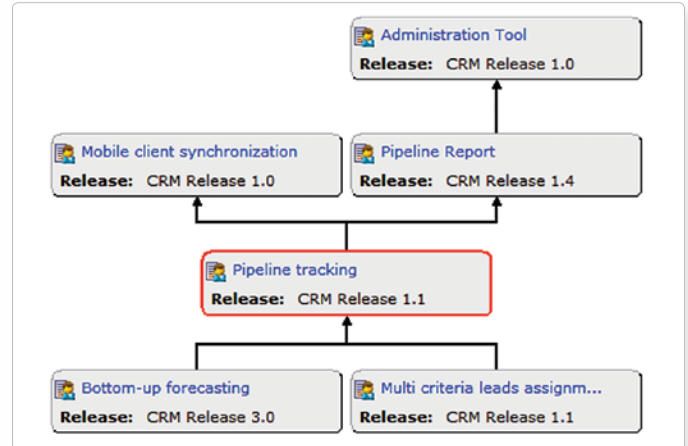 Administration Tool
Release: CRM Release 1.0
Mobile client synchronization
Release: CRM Release 1.0
Pipeline Report
Release: CRM Release 1.4
Pipeline tracking
Release: CRM Release 1.1
Bottom-up forecasting
Release: CRM Release 3.0
Multi criteria leads assignm...
Release: CRM Release 1.1